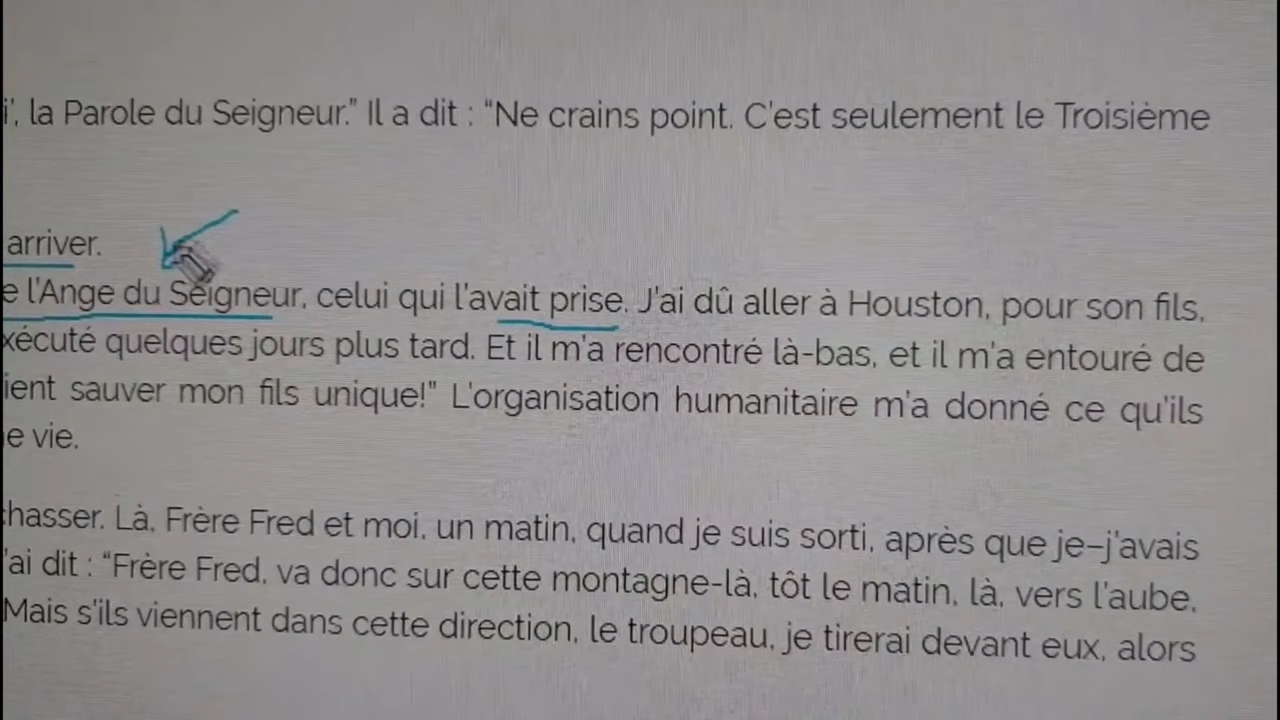 i', la Parole du Seigneur." Il a dit : "Ne crains point. C'est seulement le Troisième
arriver.
e l'Ange du Seigneur, celui qui l'avait prise. J'ai dû aller à Houston, pour son fils,
xécuté quelques jours plus tard. Et il m'a rencontré là-bas, et il m'a entouré de
ient sauver mon fils unique!" L'organisation humanitaire m'a donné ce qu'ils
e vie.
chasser. Là, Frère Fred et moi, un matin, quand je suis sorti, après que je–j'avais
'ai dit : "Frère Fred, va donc sur cette montagne-là, tôt le matin, là, vers l'aube,
Mais s'ils viennent dans cette direction, le troupeau, je tirerai devant eux, alors